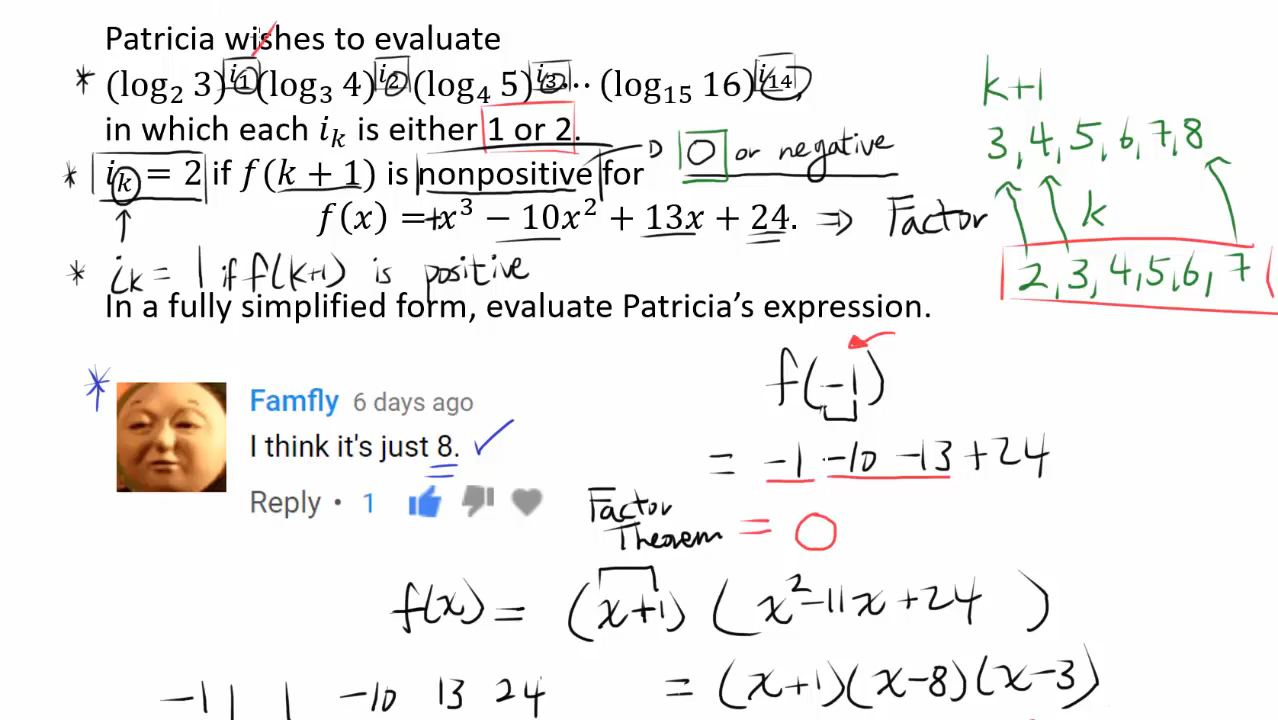 Patricia wishes to evaluate
* (log₂ 3)^{i₁}(log₃ 4)^{i₂}(log₄ 5)^{i₃}⋯(log₁₅ 16)^{i₁₄},
in which each i_k is either 1 or 2.
* i_k = 2 if f(k + 1) is nonpositive for
0 or negative
f(x) = +x³ − 10x² + 13x + 24. ⇒ Factor
* i_k = 1 if f(k+1) is positive
In a fully simplified form, evaluate Patricia's expression.
k+1
3, 4, 5, 6, 7, 8
k
2, 3, 4, 5, 6, 7
*
Famfly 6 days ago
I think it's just 8. ✓
Reply • 1
f(-1)
= -1 -10 -13 +24
Factor
Theorem = 0
f(x) = (x+1) (x²-11x+24)
= (x+1)(x-8)(x-3)
-1 | 1 -10 13 24